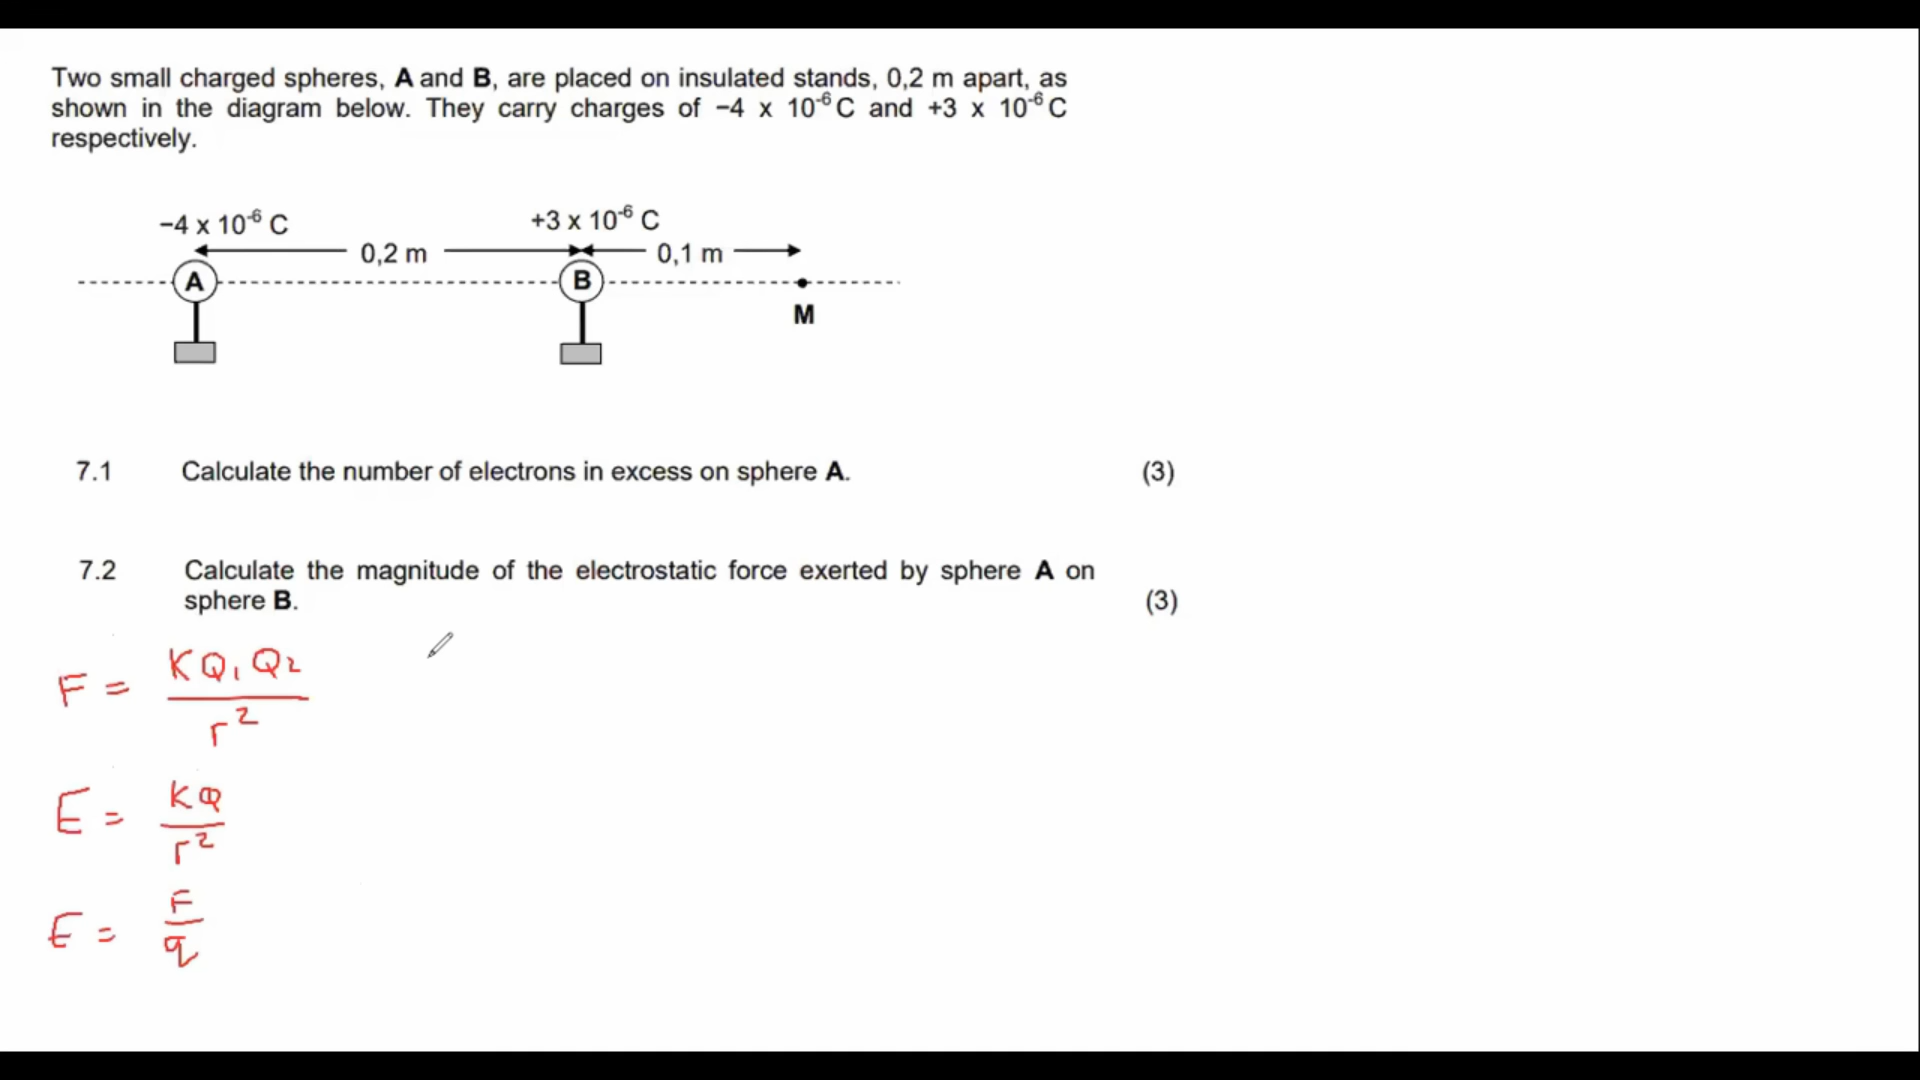 Two small charged spheres, A and B, are placed on insulated stands, 0,2 m apart, as
shown in the diagram below. They carry charges of −4 x 10⁻⁶ C and +3 x 10⁻⁶ C
respectively.
−4 x 10⁻⁶ C
+3 x 10⁻⁶ C
0,2 m
0,1 m
A
B
M
7.1 Calculate the number of electrons in excess on sphere A. (3)
7.2 Calculate the magnitude of the electrostatic force exerted by sphere A on
sphere B. (3)
F = KQ₁Q₂ / r²
E = KQ / r²
E = F / q